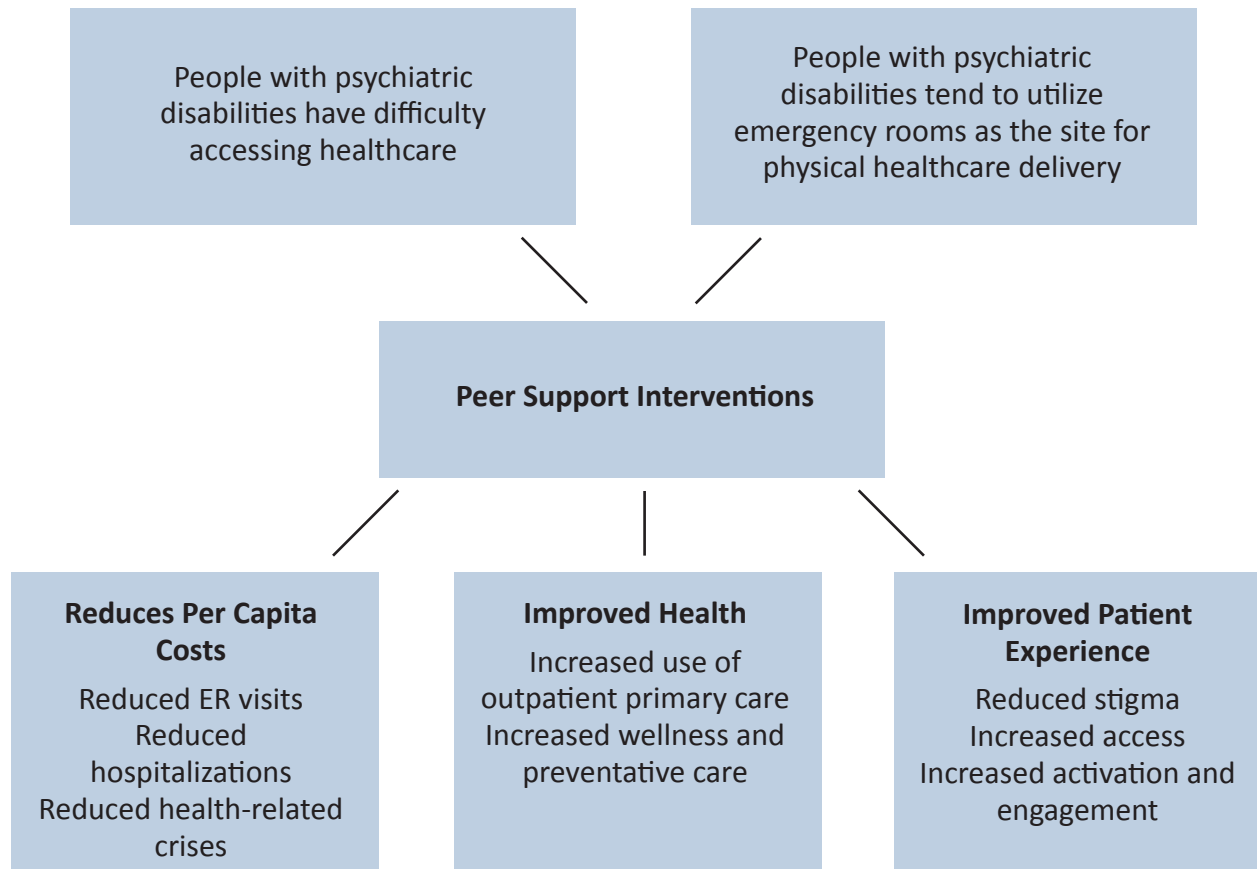 People with psychiatric
disabilities have difficulty
accessing healthcare
People with psychiatric
disabilities tend to utilize
emergency rooms as the site for
physical healthcare delivery
Peer Support Interventions
Reduces Per Capita
Costs
Reduced ER visits
Reduced
hospitalizations
Reduced health-related
crises
Improved Health
Increased use of
outpatient primary care
Increased wellness and
preventative care
Improved Patient
Experience
Reduced stigma
Increased access
Increased activation and
engagement